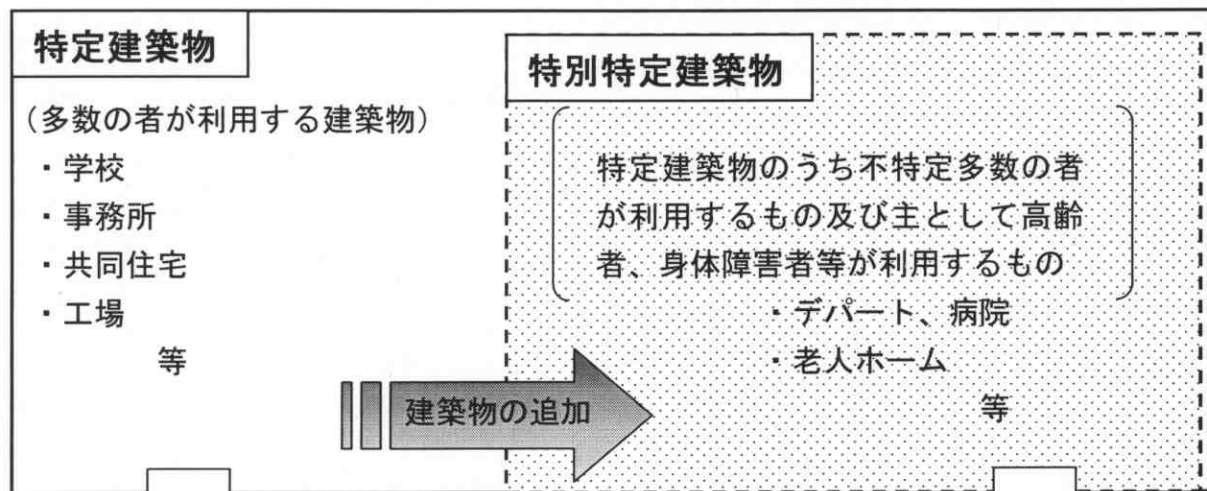 特定建築物
（多数の者が利用する建築物）
・学校
・事務所
・共同住宅
・工場
等
特別特定建築物
特定建築物のうち不特定多数の者
が利用するもの及び主として高齢
者、身体障害者等が利用するもの
・デパート、病院
・老人ホーム
等
建築物の追加